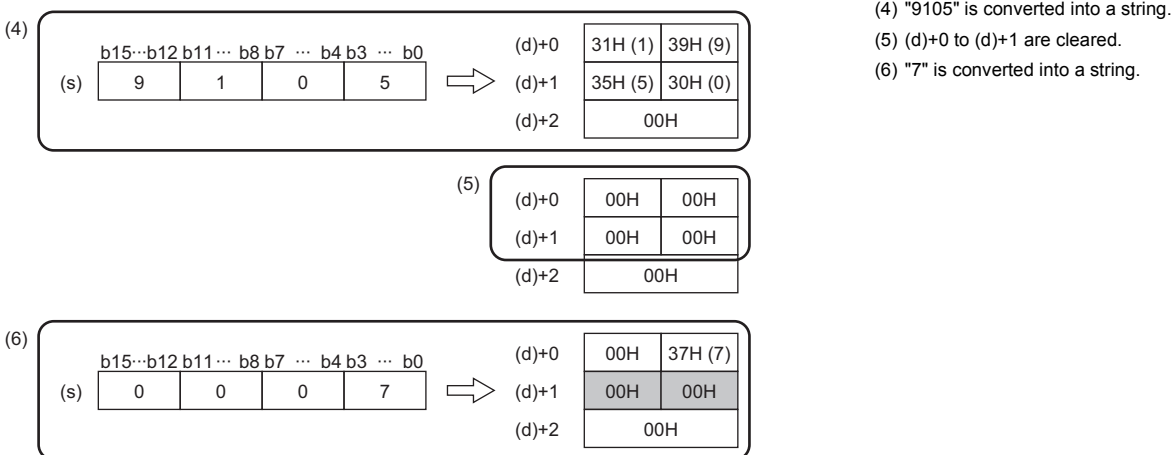 (4)
b15···b12 b11 ··· b8 b7 ··· b4 b3 ··· b0
(s) 9 1 0 5
(d)+0 31H (1) 39H (9)
(d)+1 35H (5) 30H (0)
(d)+2 00H
(5)
(d)+0 00H 00H
(d)+1 00H 00H
(d)+2 00H
(6)
b15···b12 b11 ··· b8 b7 ··· b4 b3 ··· b0
(s) 0 0 0 7
(d)+0 00H 37H (7)
(d)+1 00H 00H
(d)+2 00H
(4) "9105" is converted into a string.
(5) (d)+0 to (d)+1 are cleared.
(6) "7" is converted into a string.